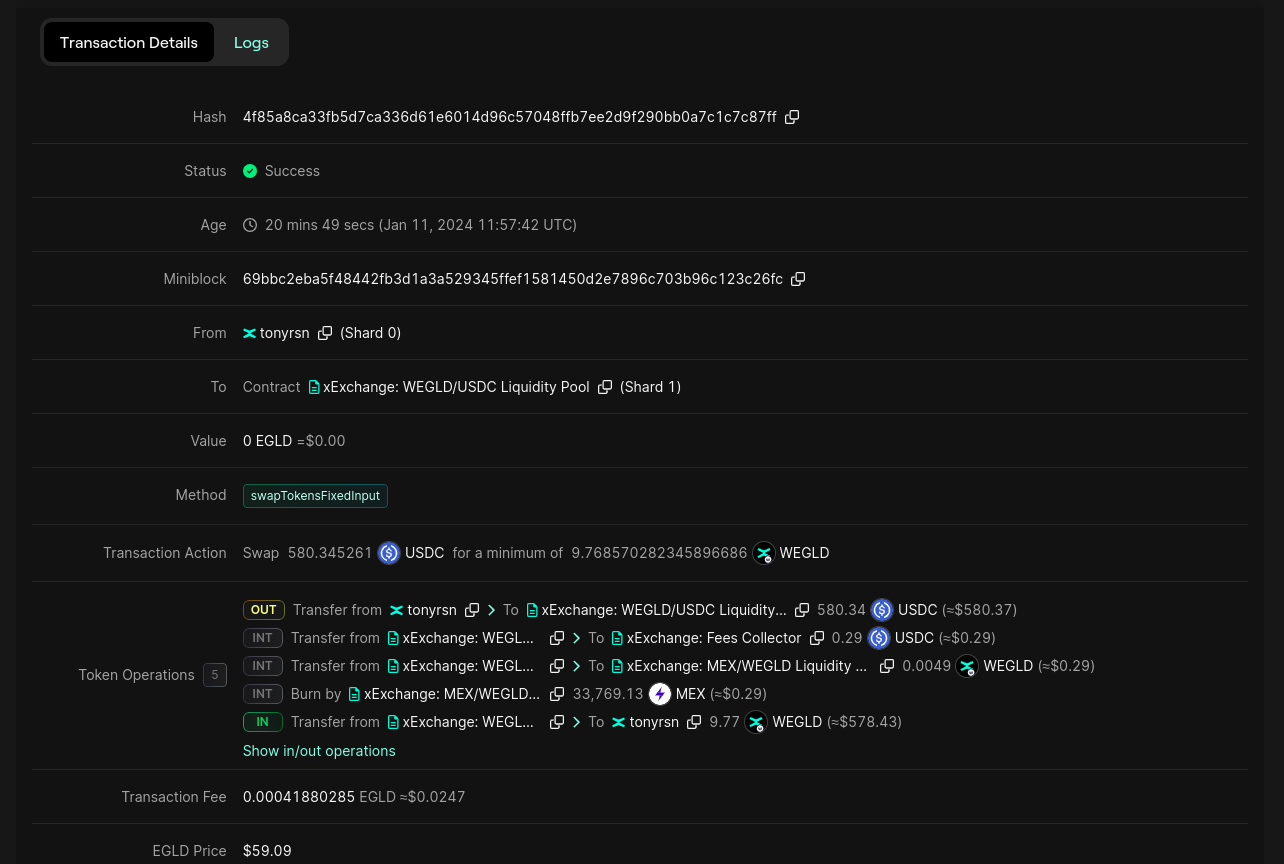 Transaction Details Logs
Hash 4f85a8ca33fb5d7ca336d61e6014d96c57048ffb7ee2d9f290bb0a7c1c7c87ff
Status Success
Age 20 mins 49 secs (Jan 11, 2024 11:57:42 UTC)
Miniblock 69bbc2eba5f48442fb3d1a3a529345ffef1581450d2e7896c703b96c123c26fc
From tonyrsn (Shard 0)
To Contract xExchange: WEGLD/USDC Liquidity Pool (Shard 1)
Value 0 EGLD =$0.00
Method swapTokensFixedInput
Transaction Action Swap 580.345261 USDC for a minimum of 9.768570282345896686 WEGLD
OUT Transfer from tonyrsn To xExchange: WEGLD/USDC Liquidity... 580.34 USDC (≈$580.37)
INT Transfer from xExchange: WEGL... To xExchange: Fees Collector 0.29 USDC (≈$0.29)
INT Transfer from xExchange: WEGL... To xExchange: MEX/WEGLD Liquidity ... 0.0049 WEGLD (≈$0.29)
Token Operations 5
INT Burn by xExchange: MEX/WEGLD... 33,769.13 MEX (≈$0.29)
IN Transfer from xExchange: WEGL... To tonyrsn 9.77 WEGLD (≈$578.43)
Show in/out operations
Transaction Fee 0.00041880285 EGLD ≈$0.0247
EGLD Price $59.09